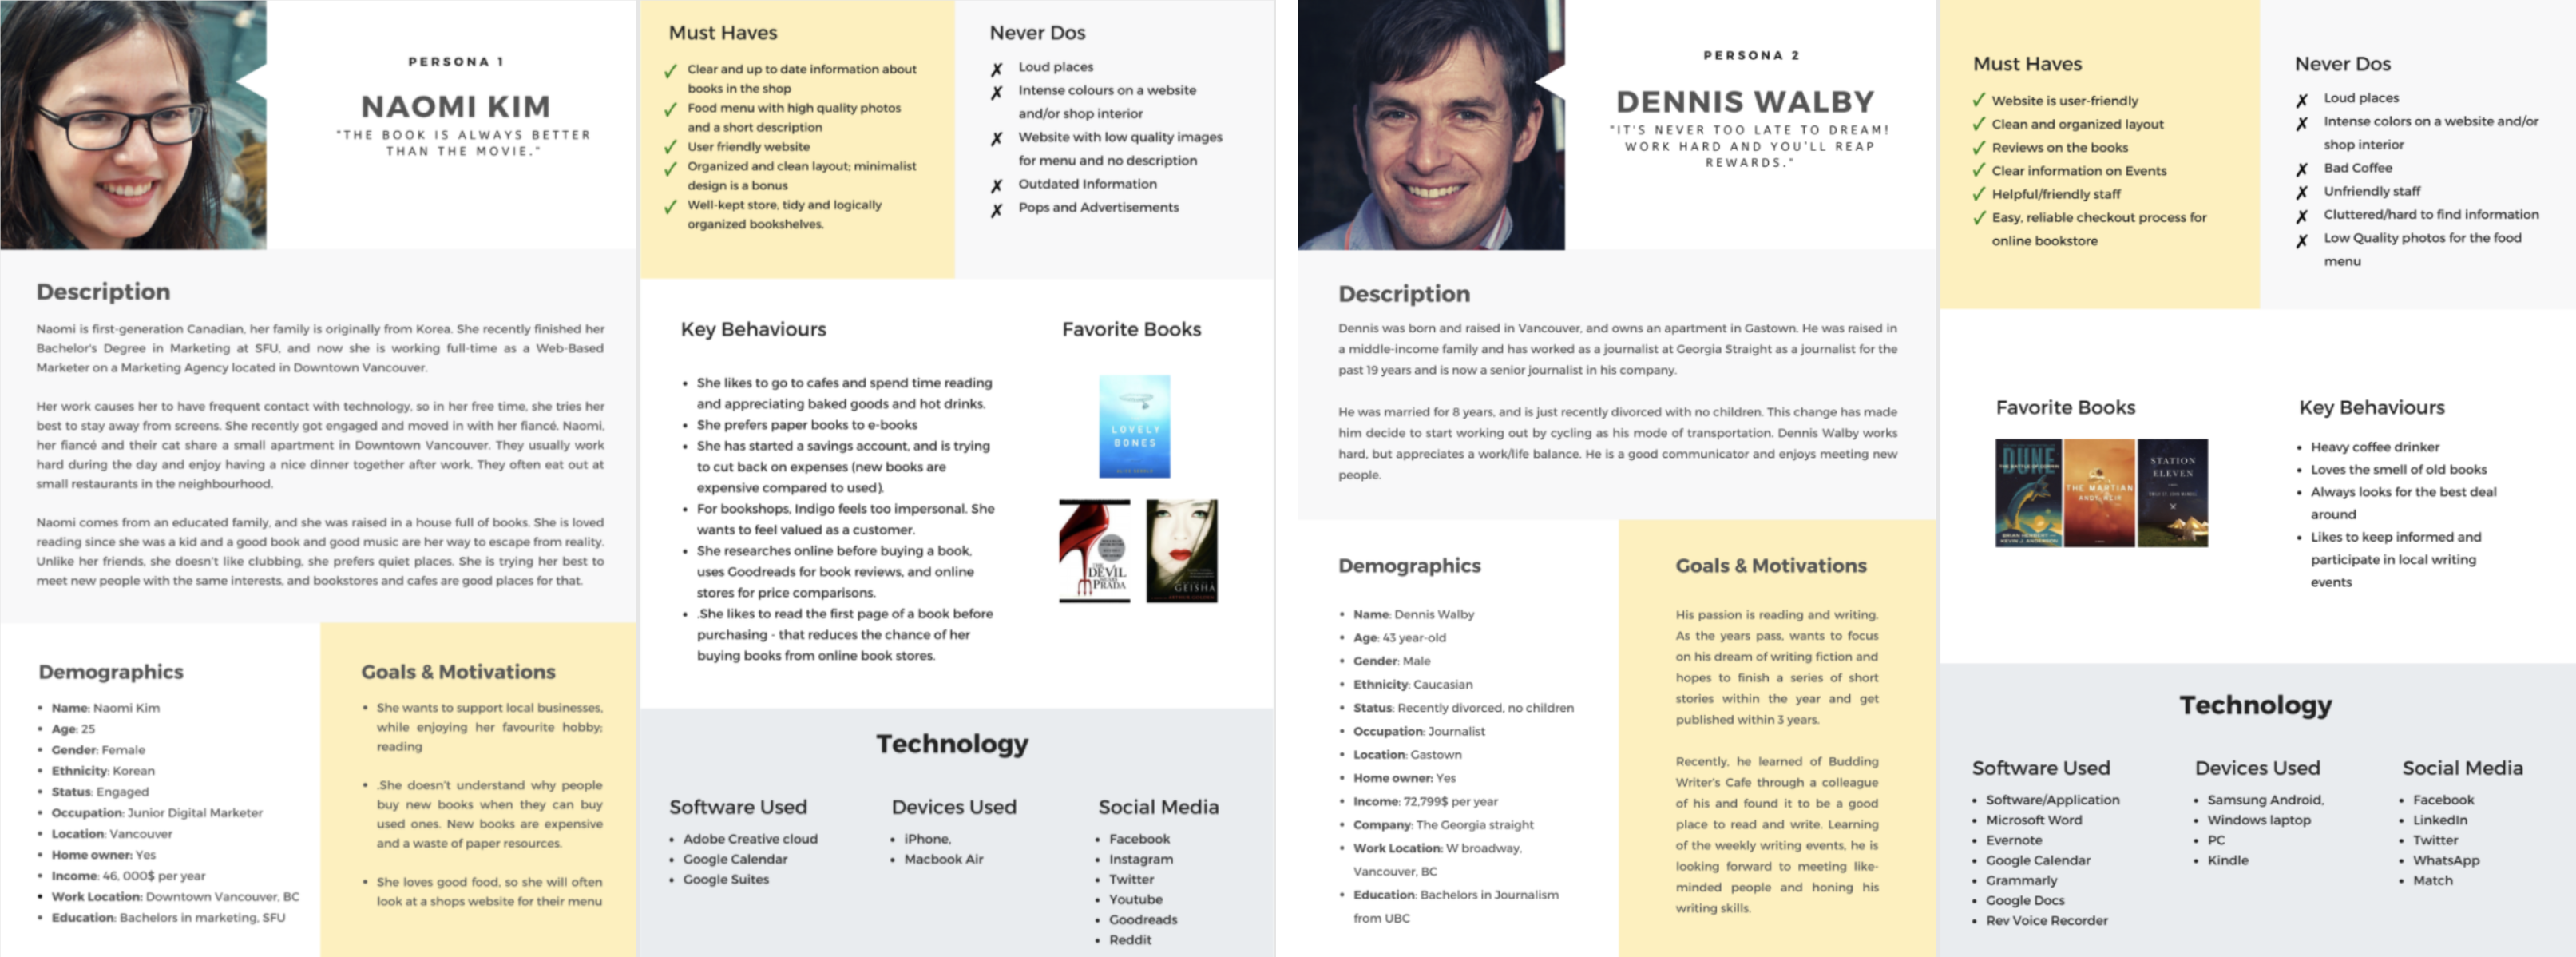 PERSONA 1
NAOMI KIM
"THE BOOK IS ALWAYS BETTER
THAN THE MOVIE."
Description
Naomi is first-generation Canadian, her family is originally from Korea. She recently finished her
Bachelor's Degree in Marketing at SFU, and now she is working full-time as a Web-Based
Marketer on a Marketing Agency located in Downtown Vancouver.
Her work causes her to have frequent contact with technology, so in her free time, she tries her
best to stay away from screens. She recently got engaged and moved in with her fiancé. Naomi,
her fiancé and their cat share a small apartment in Downtown Vancouver. They usually work
hard during the day and enjoy having a nice dinner together after work. They often eat out at
small restaurants in the neighbourhood.
Naomi comes from an educated family, and she was raised in a house full of books. She is loved
reading since she was a kid and a good book and good music are her way to escape from reality.
Unlike her friends, she doesn't like clubbing, she prefers quiet places. She is trying her best to
meet new people with the same interests, and bookstores and cafes are good places for that.
Demographics
• Name: Naomi Kim
• Age: 25
• Gender: Female
• Ethnicity: Korean
• Status: Engaged
• Occupation: Junior Digital Marketer
• Location: Vancouver
• Home owner: Yes
• Income: 46, 000$ per year
• Work Location: Downtown Vancouver, BC
• Education: Bachelors in marketing, SFU
Goals & Motivations
• She wants to support local businesses,
while enjoying her favourite hobby;
reading
• .She doesn't understand why people
buy new books when they can buy
used ones. New books are expensive
and a waste of paper resources.
• She loves good food, so she will often
look at a shops website for their menu
Must Haves
✓ Clear and up to date information about
books in the shop
✓ Food menu with high quality photos
and a short description
✓ User friendly website
✓ Organized and clean layout; minimalist
design is a bonus
✓ Well-kept store, tidy and logically
organized bookshelves.
Never Dos
✗ Loud places
✗ Intense colours on a website
and/or shop interior
✗ Website with low quality images
for menu and no description
✗ Outdated Information
✗ Pops and Advertisements
Key Behaviours
• She likes to go to cafes and spend time reading
and appreciating baked goods and hot drinks.
• She prefers paper books to e-books
• She has started a savings account, and is trying
to cut back on expenses (new books are
expensive compared to used).
• For bookshops, Indigo feels too impersonal. She
wants to feel valued as a customer.
• She researches online before buying a book,
uses Goodreads for book reviews, and online
stores for price comparisons.
• .She likes to read the first page of a book before
purchasing - that reduces the chance of her
buying books from online book stores.
Favorite Books
LOVELY
BONES
DEVIL
PRADA
GEISHA
Technology
Software Used
• Adobe Creative cloud
• Google Calendar
• Google Suites
Devices Used
• iPhone,
• Macbook Air
Social Media
• Facebook
• Instagram
• Twitter
• Youtube
• Goodreads
• Reddit
PERSONA 2
DENNIS WALBY
"IT'S NEVER TOO LATE TO DREAM!
WORK HARD AND YOU'LL REAP
REWARDS."
Description
Dennis was born and raised in Vancouver, and owns an apartment in Gastown. He was raised in
a middle-income family and has worked as a journalist at Georgia Straight as a journalist for the
past 19 years and is now a senior journalist in his company.
He was married for 8 years, and is just recently divorced with no children. This change has made
him decide to start working out by cycling as his mode of transportation. Dennis Walby works
hard, but appreciates a work/life balance. He is a good communicator and enjoys meeting new
people.
Demographics
• Name: Dennis Walby
• Age: 43 year-old
• Gender: Male
• Ethnicity: Caucasian
• Status: Recently divorced, no children
• Occupation: Journalist
• Location: Gastown
• Home owner: Yes
• Income: 72,799$ per year
• Company: The Georgia straight
• Work Location: W broadway,
Vancouver, BC
• Education: Bachelors in Journalism
from UBC
Goals & Motivations
His passion is reading and writing.
As the years pass, wants to focus
on his dream of writing fiction and
hopes to finish a series of short
stories within the year and get
published within 3 years.
Recently, he learned of Budding
Writer's Cafe through a colleague
of his and found it to be a good
place to read and write. Learning
of the weekly writing events, he is
looking forward to meeting like-
minded people and honing his
writing skills.
Must Haves
✓ Website is user-friendly
✓ Clean and organized layout
✓ Reviews on the books
✓ Clear information on Events
✓ Helpful/friendly staff
✓ Easy, reliable checkout process for
online bookstore
Never Dos
✗ Loud places
✗ Intense colors on a website and/or
shop interior
✗ Bad Coffee
✗ Unfriendly staff
✗ Cluttered/hard to find information
✗ Low Quality photos for the food
menu
Favorite Books
DUNE
THE MARTIAN
ANDY WEIR
STATION
ELEVEN
Key Behaviours
• Heavy coffee drinker
• Loves the smell of old books
• Always looks for the best deal
around
• Likes to keep informed and
participate in local writing
events
Technology
Software Used
• Software/Application
• Microsoft Word
• Evernote
• Google Calendar
• Grammarly
• Google Docs
• Rev Voice Recorder
Devices Used
• Samsung Android,
• Windows laptop
• PC
• Kindle
Social Media
• Facebook
• LinkedIn
• Twitter
• WhatsApp
• Match